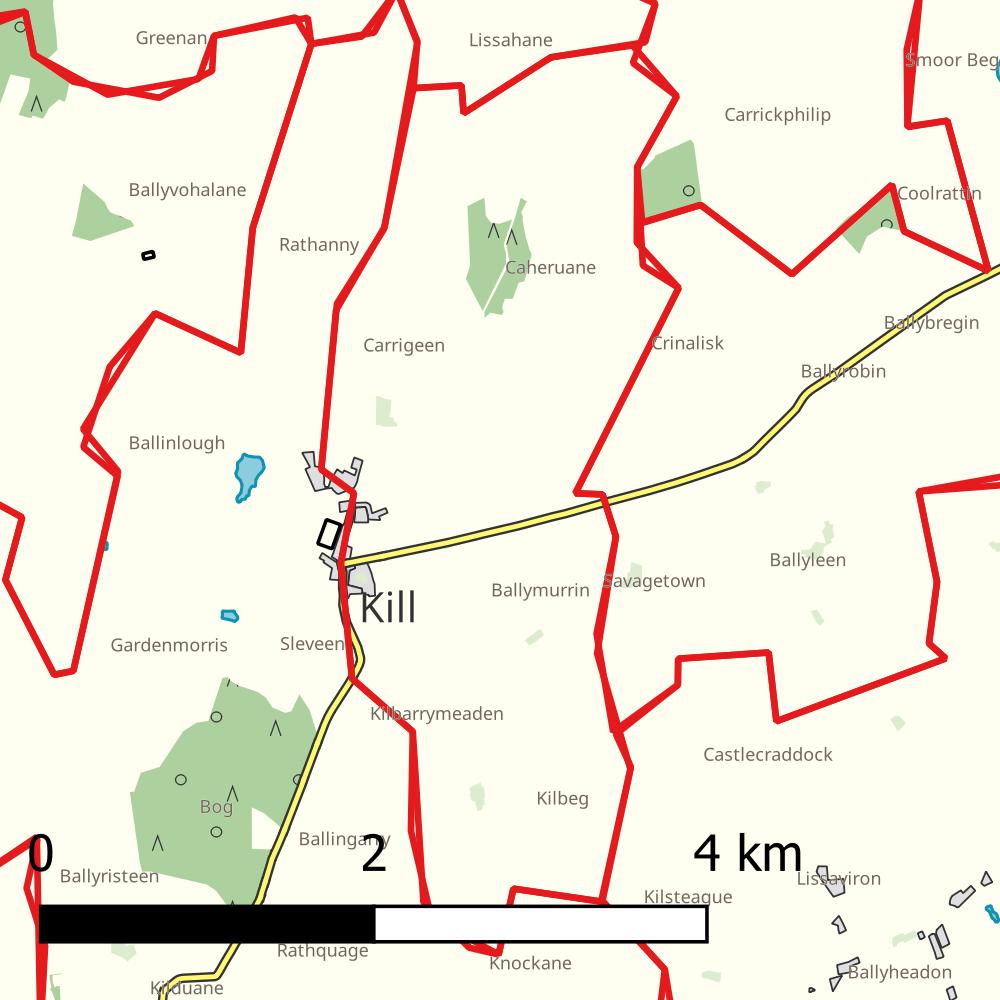 Greenan
Lissahane
Smoor Beg
Carrickphilip
Ballyvohalane
Coolrattin
Rathanny
Caheruane
Ballybregin
Carrigeen
Crinalisk
Ballyrobin
Ballinlough
Ballyleen
Savagetown
Ballymurrin
Kill
Gardenmorris
Sleveen
Kilbarrymeaden
Castlecraddock
Kilbeg
Bog
Ballingarry
0
2
4 km
Ballyristeen
Lissaviron
Kilsteague
Rathquage
Knockane
Ballyheadon
Kilduane